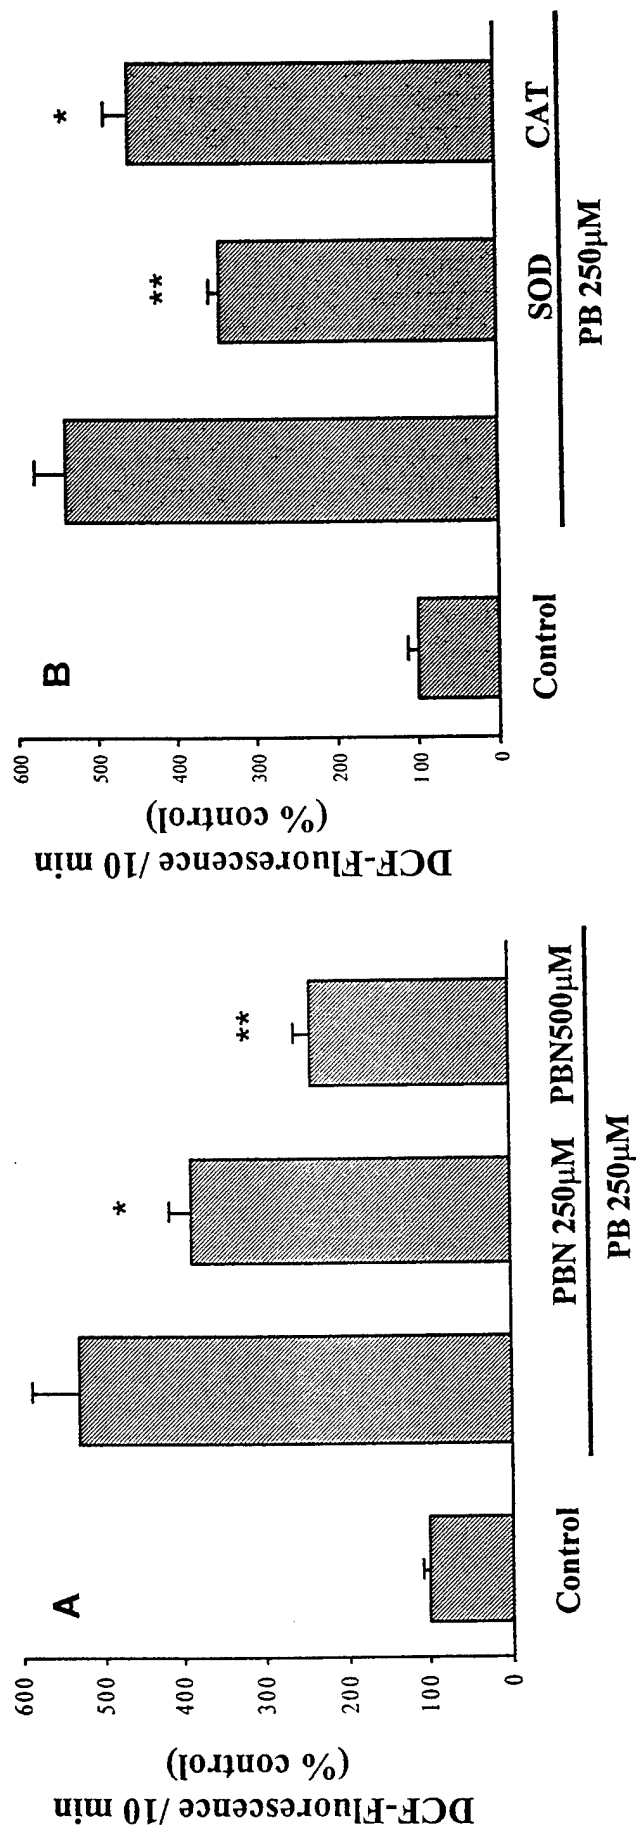 A
DCF-Fluorescence /10 min
(% control)
600
500
400
300
200
100
0
*
**
Control
PBN 250µM
PBN500µM
PB 250µM
B
DCF-Fluorescence /10 min
(% control)
600
500
400
300
200
100
0
**
*
Control
SOD
CAT
PB 250µM